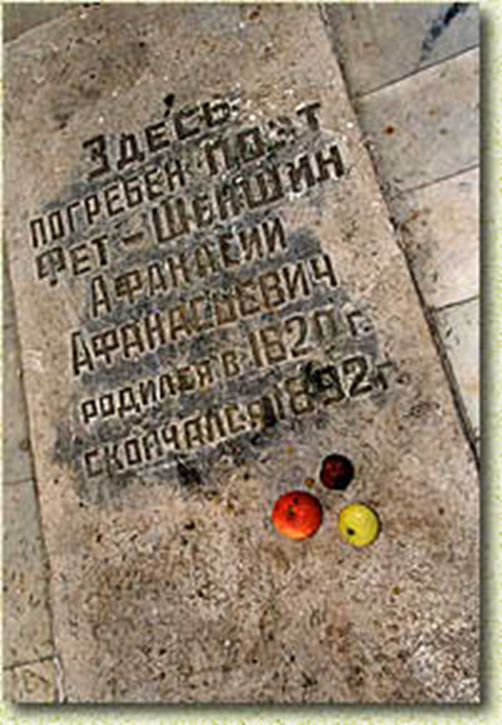 Здесь
погребен поэт
Фет-Шеншин
Афанасий
Афанасьевич
родился в 1820 г.
скончался 1892 г.